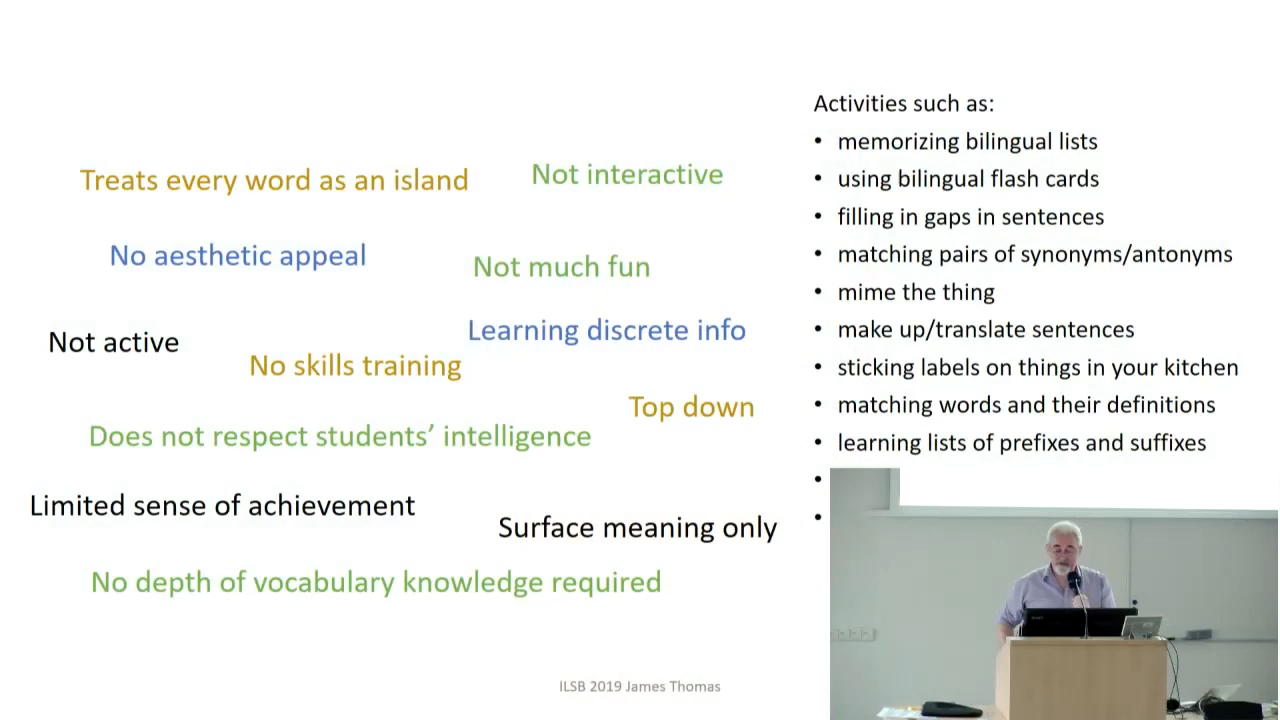 Treats every word as an island
Not interactive
No aesthetic appeal
Not much fun
Not active
Learning discrete info
No skills training
Top down
Does not respect students’ intelligence
Limited sense of achievement
Surface meaning only
No depth of vocabulary knowledge required
Activities such as:
• memorizing bilingual lists
• using bilingual flash cards
• filling in gaps in sentences
• matching pairs of synonyms/antonyms
• mime the thing
• make up/translate sentences
• sticking labels on things in your kitchen
• matching words and their definitions
• learning lists of prefixes and suffixes
•
•
ILSB 2019 James Thomas